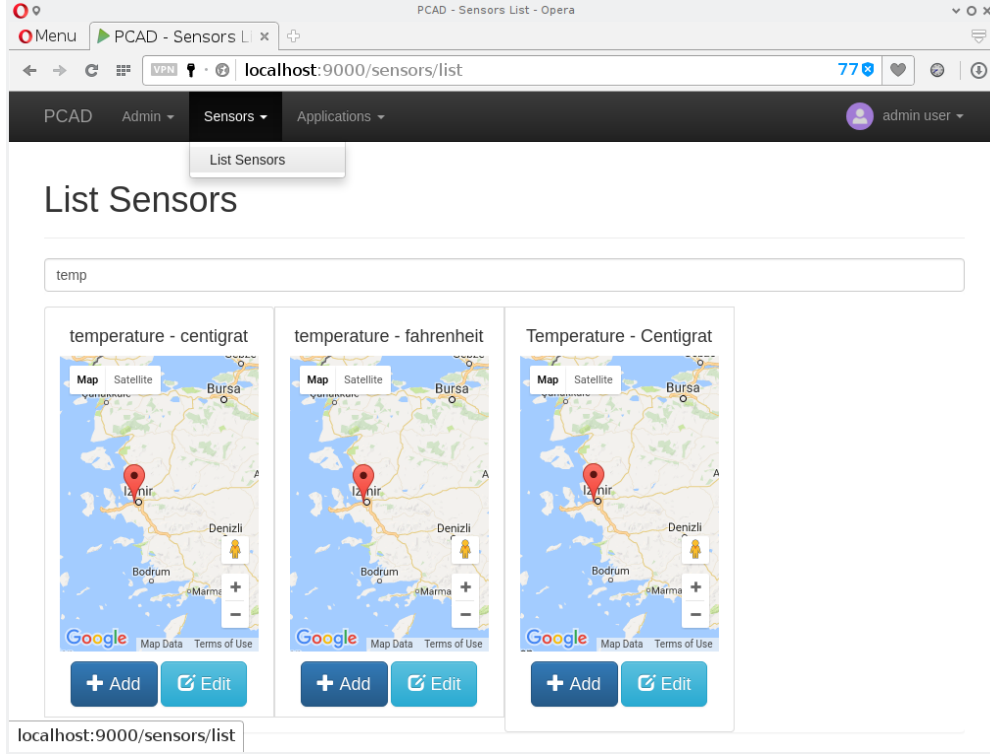 PCAD - Sensors List - Opera
Menu PCAD - Sensors L
VPN localhost:9000/sensors/list 77
PCAD Admin Sensors Applications admin user
List Sensors
List Sensors
temp
temperature - centigrat temperature - fahrenheit Temperature - Centigrat
Map Satellite Map Satellite Map Satellite
Bursa Bursa Bursa
Izmir Izmir Izmir
Denizli Denizli Denizli
Bodrum Bodrum Bodrum
Marma Marma Marma
Google Map Data Terms of Use Google Map Data Terms of Use Google Map Data Terms of Use
Add Edit Add Edit Add Edit
localhost:9000/sensors/list